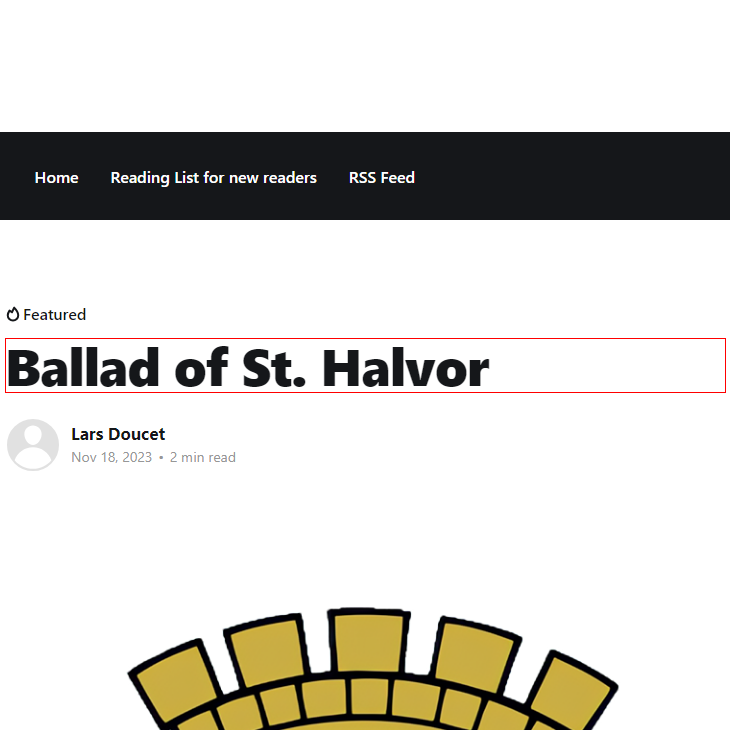 Home Reading List for new readers RSS Feed
Featured
Ballad of St. Halvor
Lars Doucet
Nov 18, 2023 • 2 min read